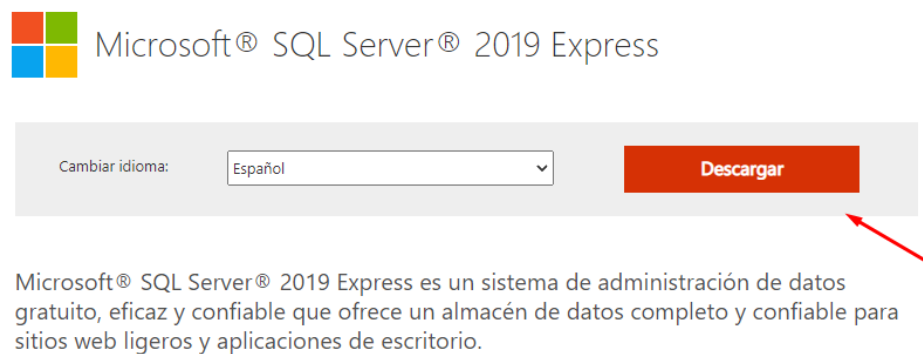 Microsoft® SQL Server® 2019 Express
Cambiar idioma:
Español
Descargar
Microsoft® SQL Server® 2019 Express es un sistema de administración de datos
gratuito, eficaz y confiable que ofrece un almacén de datos completo y confiable para
sitios web ligeros y aplicaciones de escritorio.